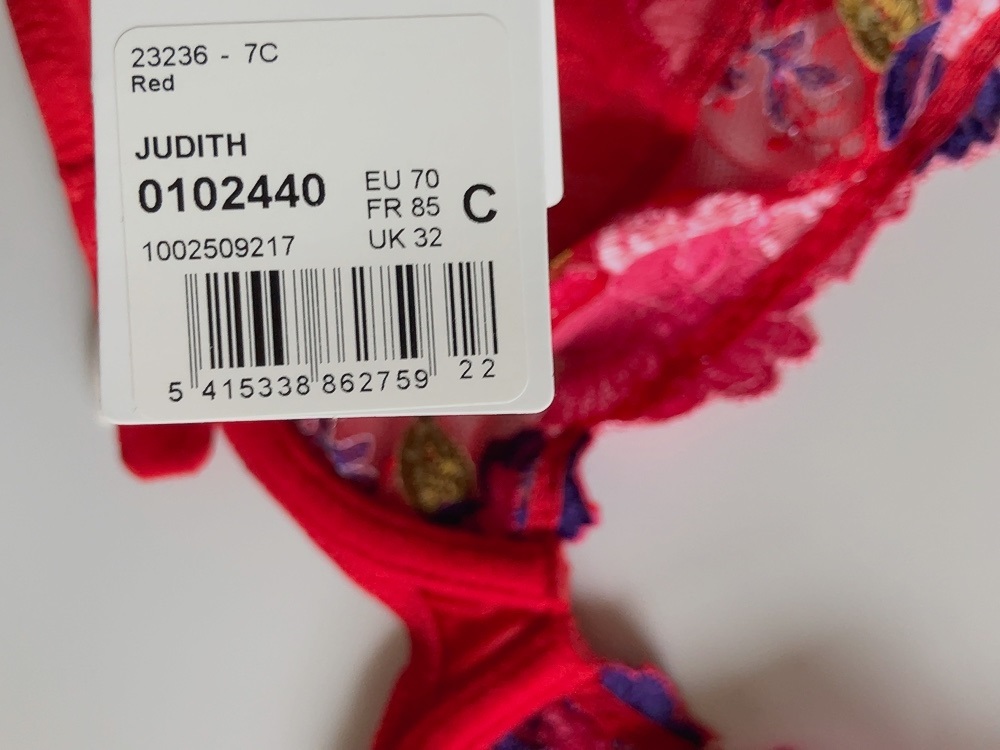 23236 - 7C
Red
JUDITH
0102440
EU 70
FR 85
UK 32
C
1002509217
5 415338 862759 22